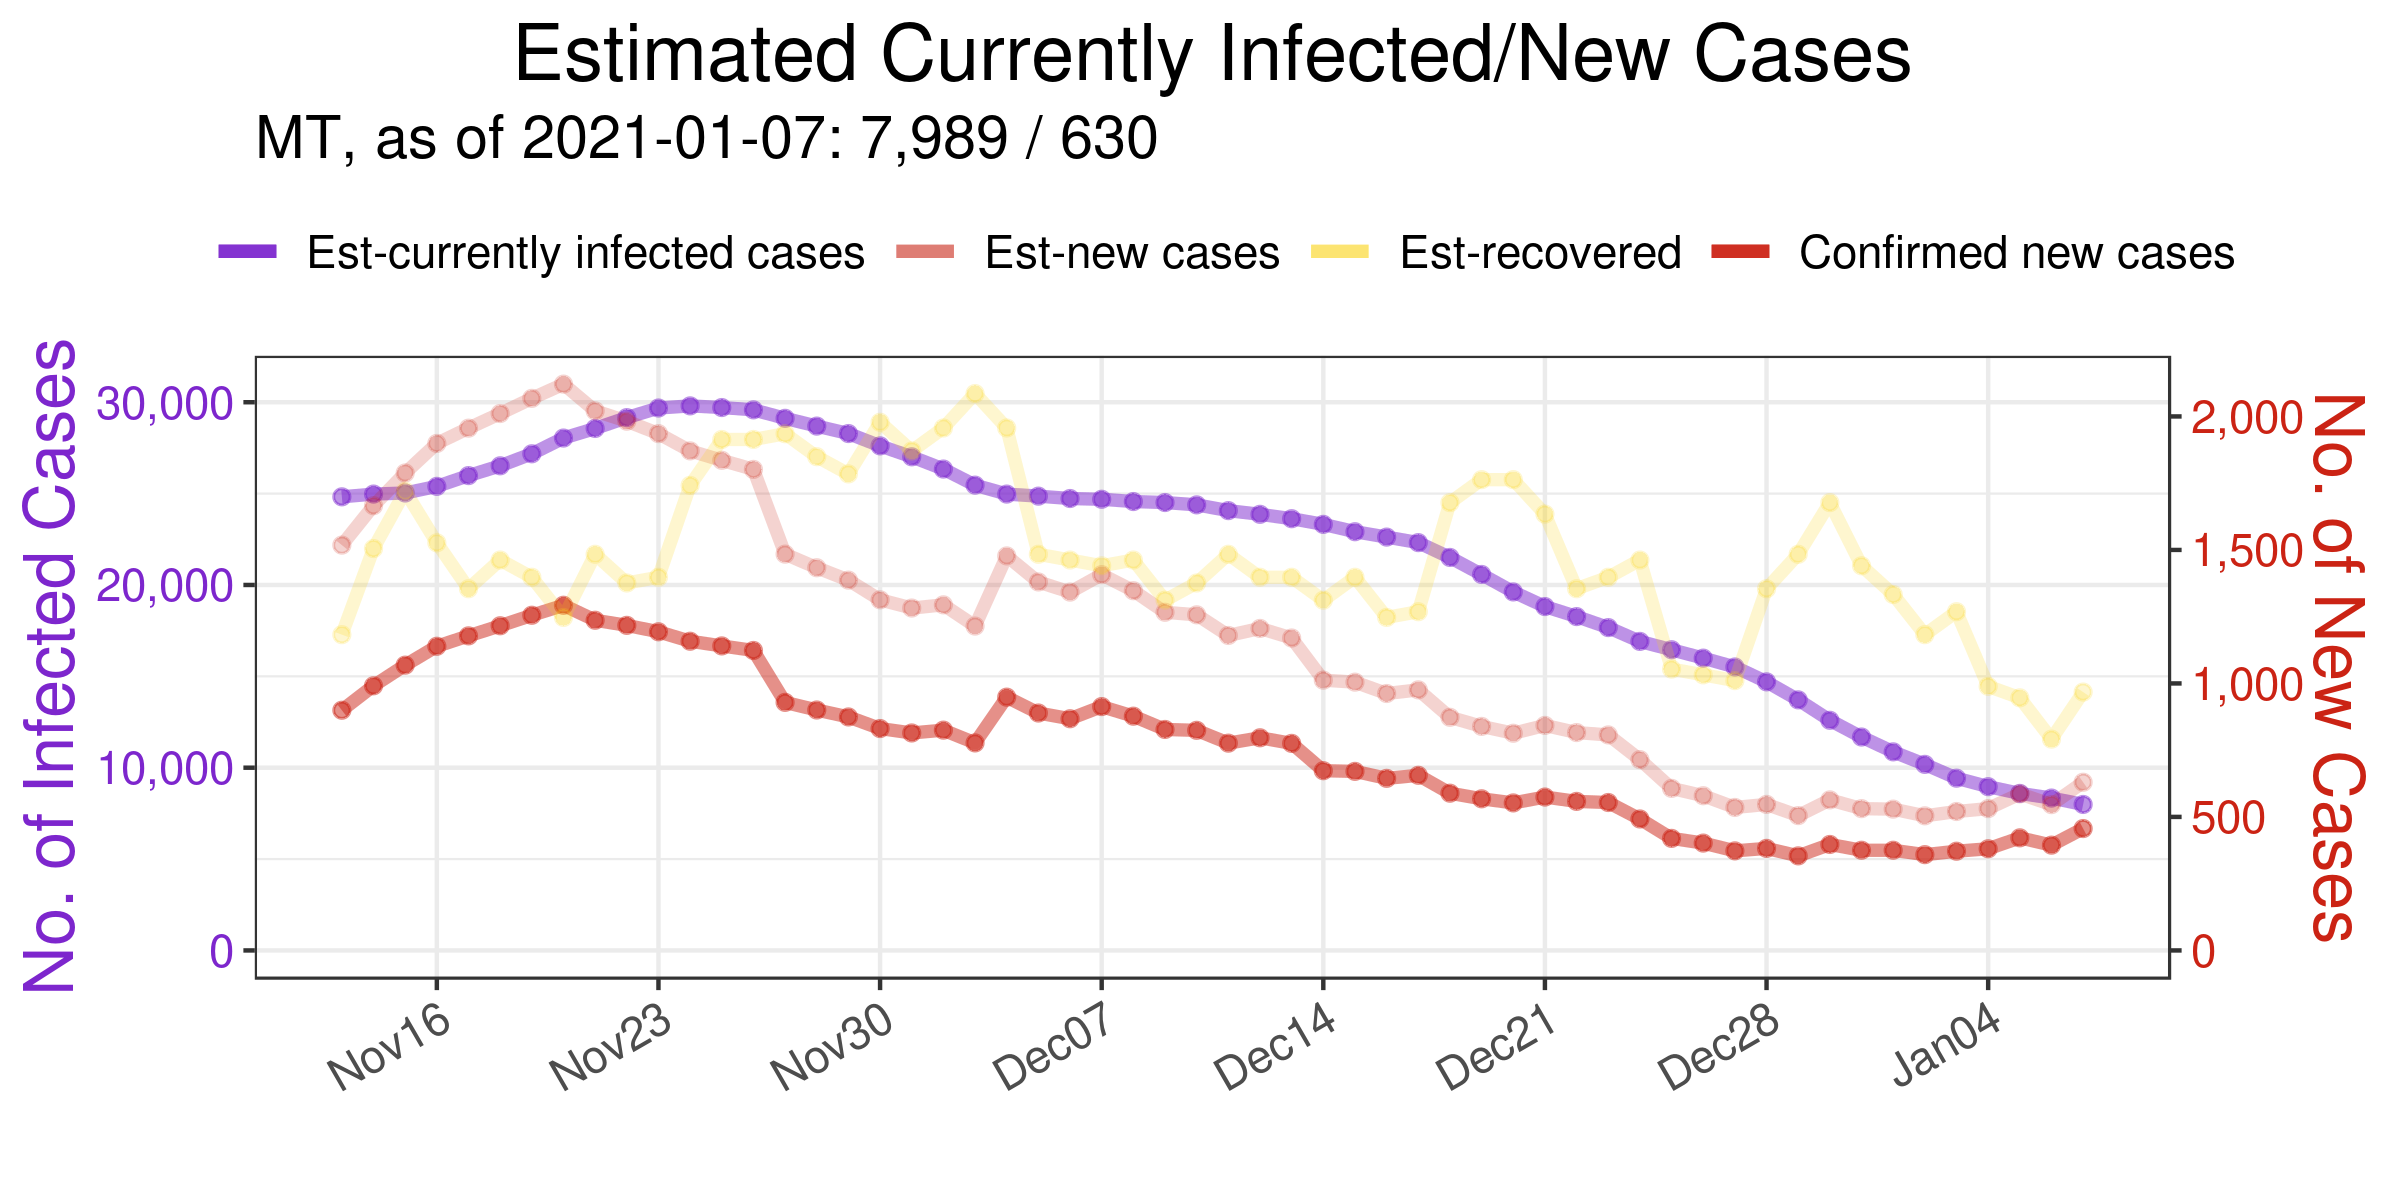 Estimated Currently Infected/New Cases
MT, as of 2021-01-07: 7,989 / 630
Est-currently infected cases Est-new cases Est-recovered Confirmed new cases
No. of Infected Cases
30,000
20,000
10,000
0
2,000
1,500
1,000
500
0
No. of New Cases
Nov16 Nov23 Nov30 Dec07 Dec14 Dec21 Dec28 Jan04